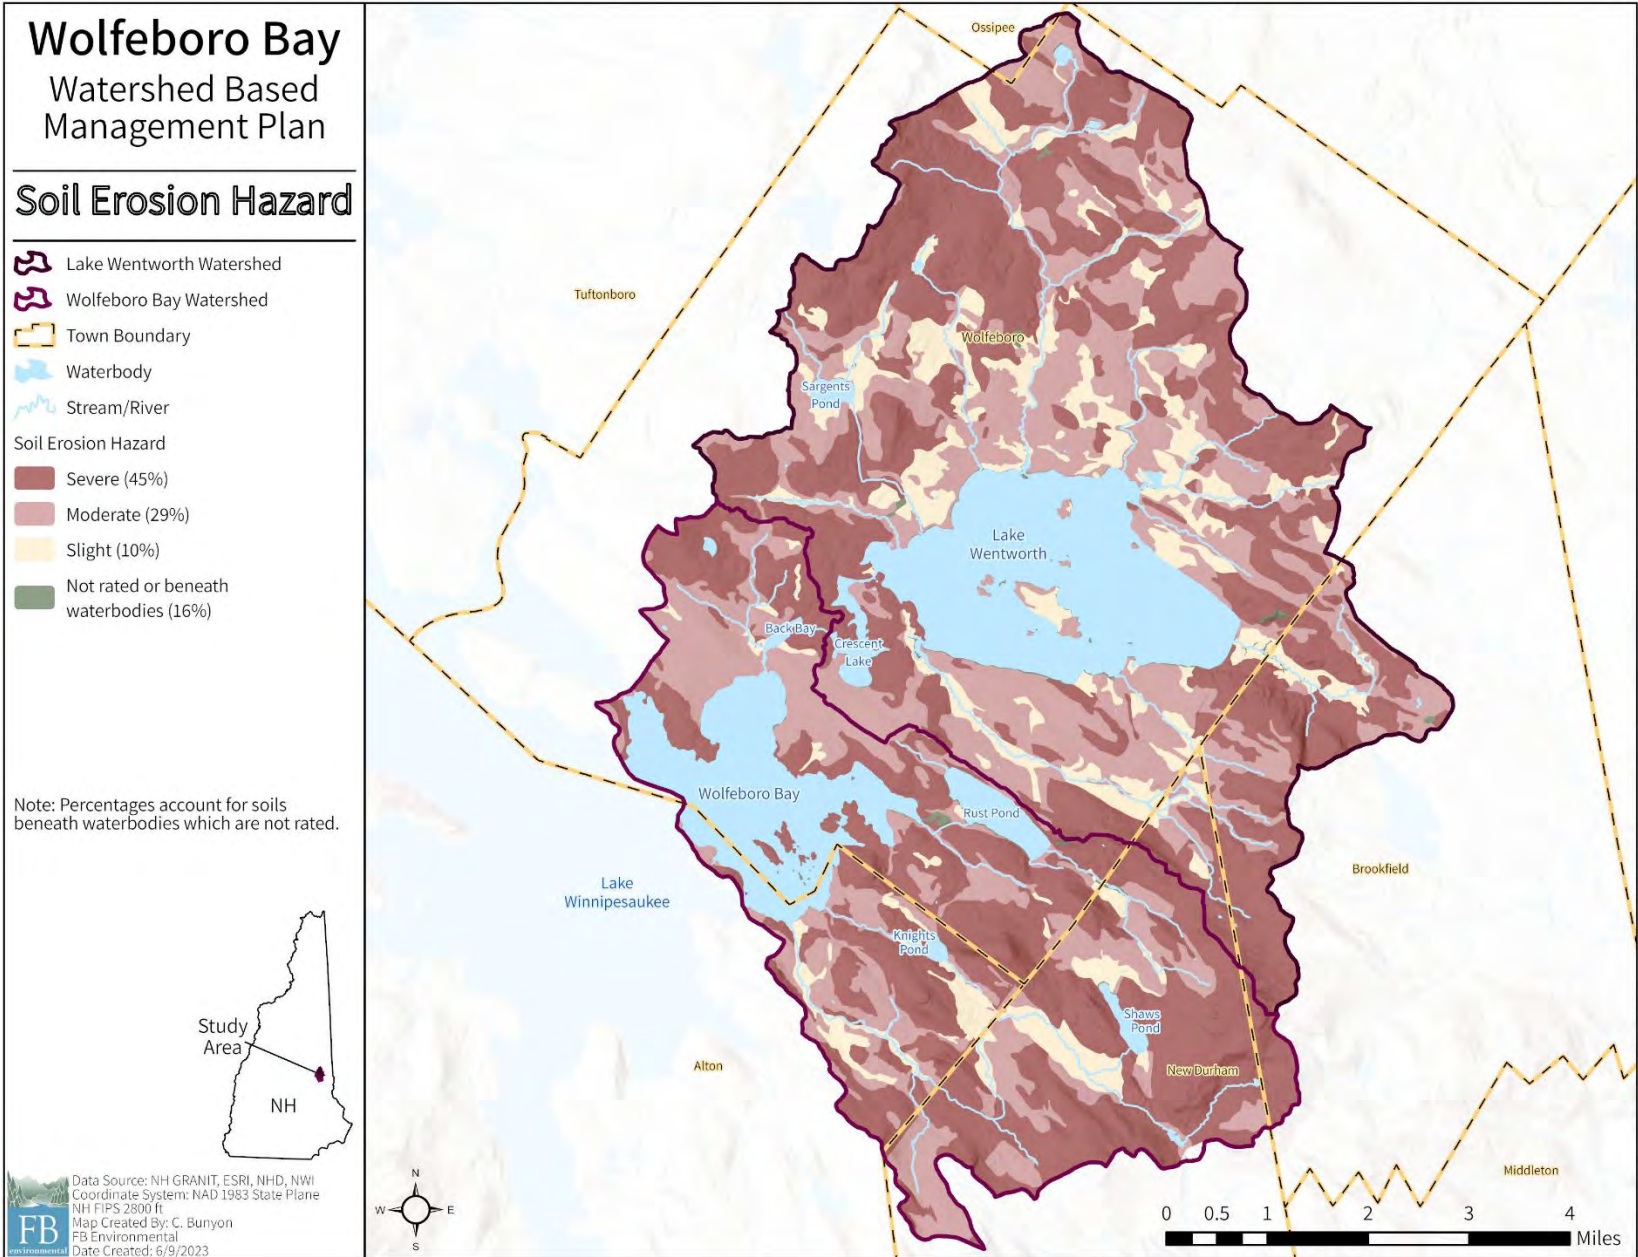 Wolfeboro Bay
Watershed Based
Management Plan
Soil Erosion Hazard
Lake Wentworth Watershed
Wolfeboro Bay Watershed
Town Boundary
Waterbody
Stream/River
Soil Erosion Hazard
Severe (45%)
Moderate (29%)
Slight (10%)
Not rated or beneath
waterbodies (16%)
Note: Percentages account for soils
beneath waterbodies which are not rated.
Study
Area
NH
FB
environmental
Data Source: NH GRANIT, ESRI, NHD, NWI
Coordinate System: NAD 1983 State Plane
NH FIPS 2800 ft
Map Created By: C. Bunyon
FB Environmental
Date Created: 6/9/2023
Ossipee
Tuftonboro
Wolfeboro
Sargents
Pond
Lake
Wentworth
Back Bay
Crescent
Lake
Wolfeboro Bay
Rust Pond
Lake
Winnipesaukee
Brookfield
Knights
Pond
Shaws
Pond
Alton
New Durham
Middleton
N
W
E
S
0 0.5 1 2 3 4
Miles